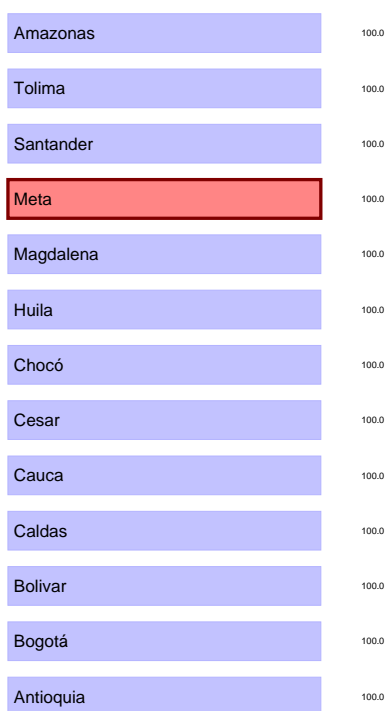 Amazonas 100.0
Tolima 100.0
Santander 100.0
Meta 100.0
Magdalena 100.0
Huila 100.0
Chocó 100.0
Cesar 100.0
Cauca 100.0
Caldas 100.0
Bolivar 100.0
Bogotá 100.0
Antioquia 100.0